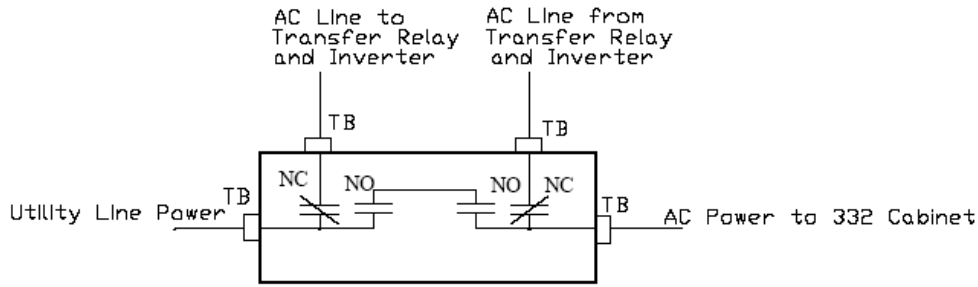 AC Line to
Transfer Relay
and Inverter
AC Line from
Transfer Relay
and Inverter
TB
TB
NC
NO
NO
NC
TB
Utility Line Power
TB
AC Power to 332 Cabinet